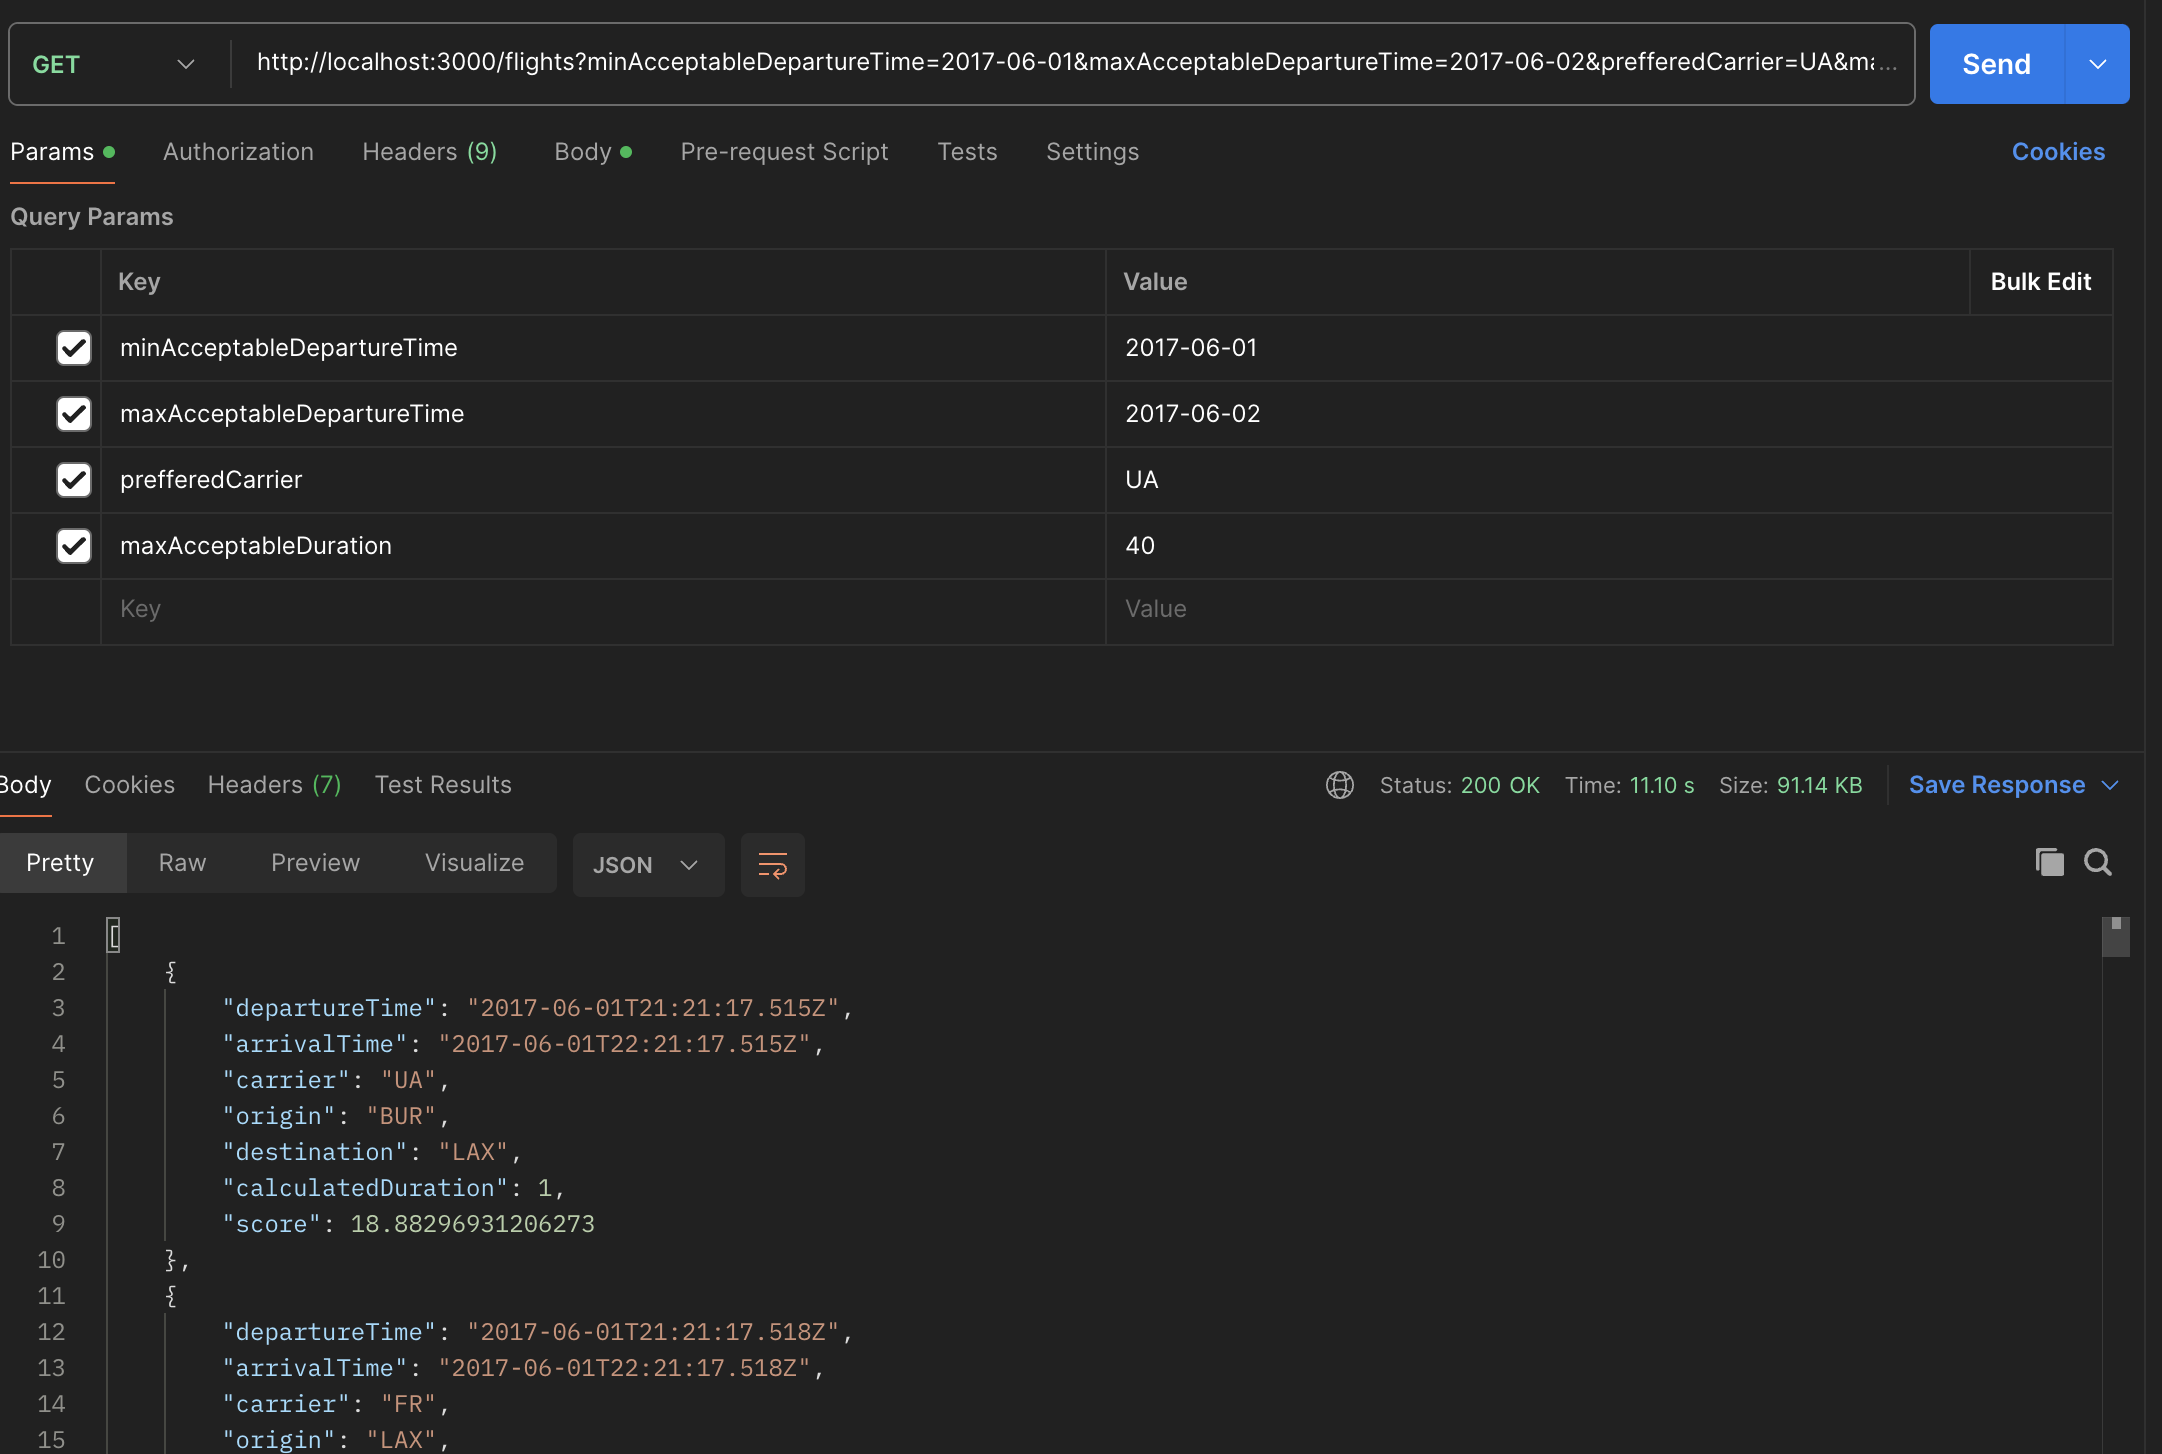 GET http://localhost:3000/flights?minAcceptableDepartureTime=2017-06-01&maxAcceptableDepartureTime=2017-06-02&prefferedCarrier=UA&ma... Send
Params Authorization Headers (9) Body Pre-request Script Tests Settings Cookies
Query Params
Key Value Bulk Edit
minAcceptableDepartureTime 2017-06-01
maxAcceptableDepartureTime 2017-06-02
prefferedCarrier UA
maxAcceptableDuration 40
Key Value
Body Cookies Headers (7) Test Results Status: 200 OK Time: 11.10 s Size: 91.14 KB Save Response
Pretty Raw Preview Visualize JSON
1 [
2 {
3 "departureTime": "2017-06-01T21:21:17.515Z",
4 "arrivalTime": "2017-06-01T22:21:17.515Z",
5 "carrier": "UA",
6 "origin": "BUR",
7 "destination": "LAX",
8 "calculatedDuration": 1,
9 "score": 18.88296931206273
10 },
11 {
12 "departureTime": "2017-06-01T21:21:17.518Z",
13 "arrivalTime": "2017-06-01T22:21:17.518Z",
14 "carrier": "FR",
15 "origin": "LAX",